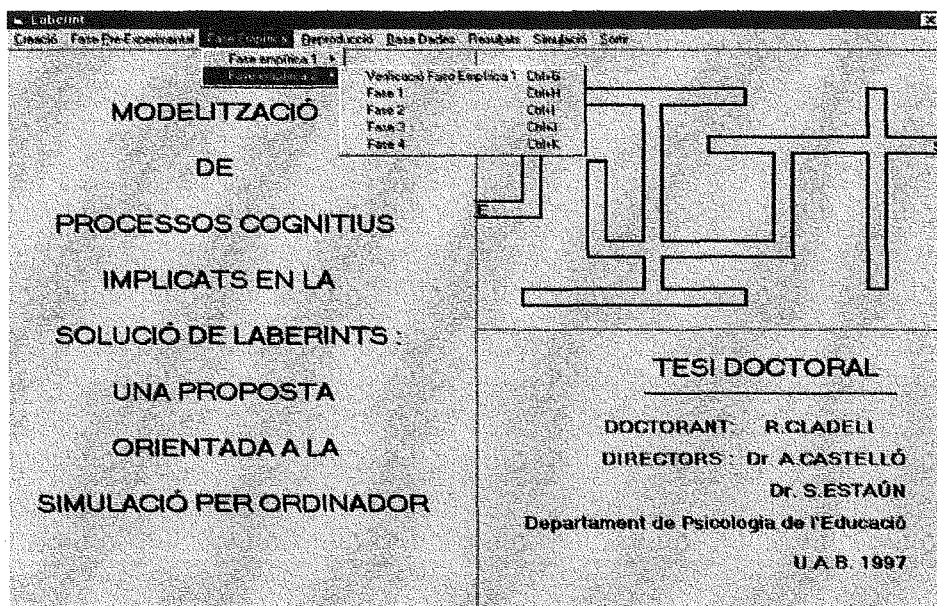 Laberint
Creació Fase Pre-Experimental Fase Empírica Reproducció Base Dades Resultats Simulació Sortir
Fase empírica 1
Verificació Fase Empírica 1 Ctrl+G
Fase 1 Ctrl+H
Fase 2 Ctrl+I
Fase 3 Ctrl+J
Fase 4 Ctrl+K
MODELITZACIÓ
DE
PROCESSOS COGNITIUS
IMPLICATS EN LA
SOLUCIÓ DE LABERINTS :
UNA PROPOSTA
ORIENTADA A LA
SIMULACIÓ PER ORDINADOR
E
S
TESI DOCTORAL
DOCTORANT: R.CLADELL
DIRECTORS : Dr. A.CASTELLÓ
Dr. S.ESTAÚN
Departament de Psicologia de l'Educació
U.A.B. 1997